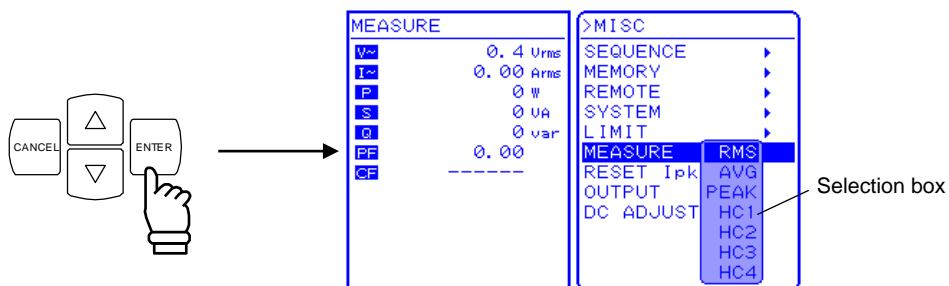 CANCEL
ENTER
MEASURE
V~ 0.4 Vrms
I~ 0.00 Arms
P 0 W
S 0 VA
Q 0 var
PF 0.00
CF ------
>MISC
SEQUENCE
MEMORY
REMOTE
SYSTEM
LIMIT
MEASURE RMS
RESET Ipk AVG
OUTPUT PEAK
DC ADJUST HC1
HC2
HC3
HC4
Selection box